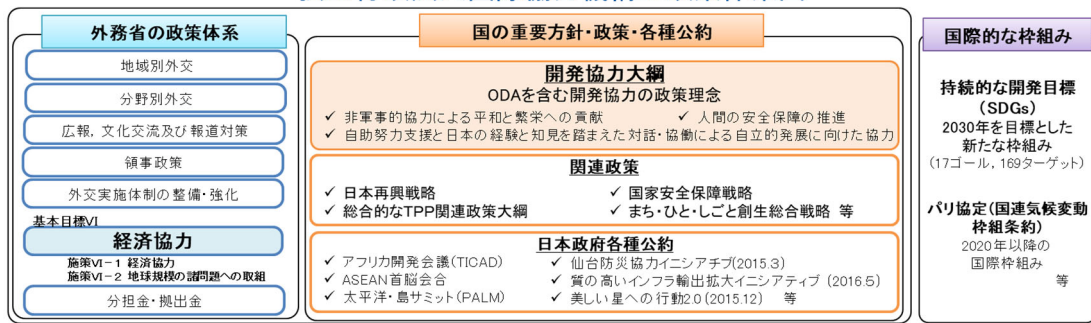 外務省の政策体系
地域別外交
分野別外交
広報，文化交流及び報道対策
領事政策
外交実施体制の整備・強化
基本目標Ⅵ
経済協力
施策Ⅵ－１ 経済協力
施策Ⅵ－２ 地球規模の諸問題への取組
分担金・拠出金
国の重要方針・政策・各種公約
開発協力大綱
ODAを含む開発協力の政策理念
✓ 非軍事的協力による平和と繁栄への貢献 ✓ 人間の安全保障の推進
✓ 自助努力支援と日本の経験と知見を踏まえた対話・協働による自立的発展に向けた協力
関連政策
✓ 日本再興戦略 ✓ 国家安全保障戦略
✓ 総合的なTPP関連政策大綱 ✓ まち・ひと・しごと創生総合戦略 等
日本政府各種公約
✓ アフリカ開発会議(TICAD) ✓ 仙台防災協力イニシアチブ(2015.3)
✓ ASEAN首脳会合 ✓ 質の高いインフラ輸出拡大イニシアティブ (2016.5)
✓ 太平洋・島サミット(PALM) ✓ 美しい星への行動2.0(2015.12) 等
国際的な枠組み
持続的な開発目標
(SDGs)
2030年を目標とした
新たな枠組み
(17ゴール，169ターゲット)
パリ協定(国連気候変動
枠組条約)
2020年以降の
国際枠組み
等